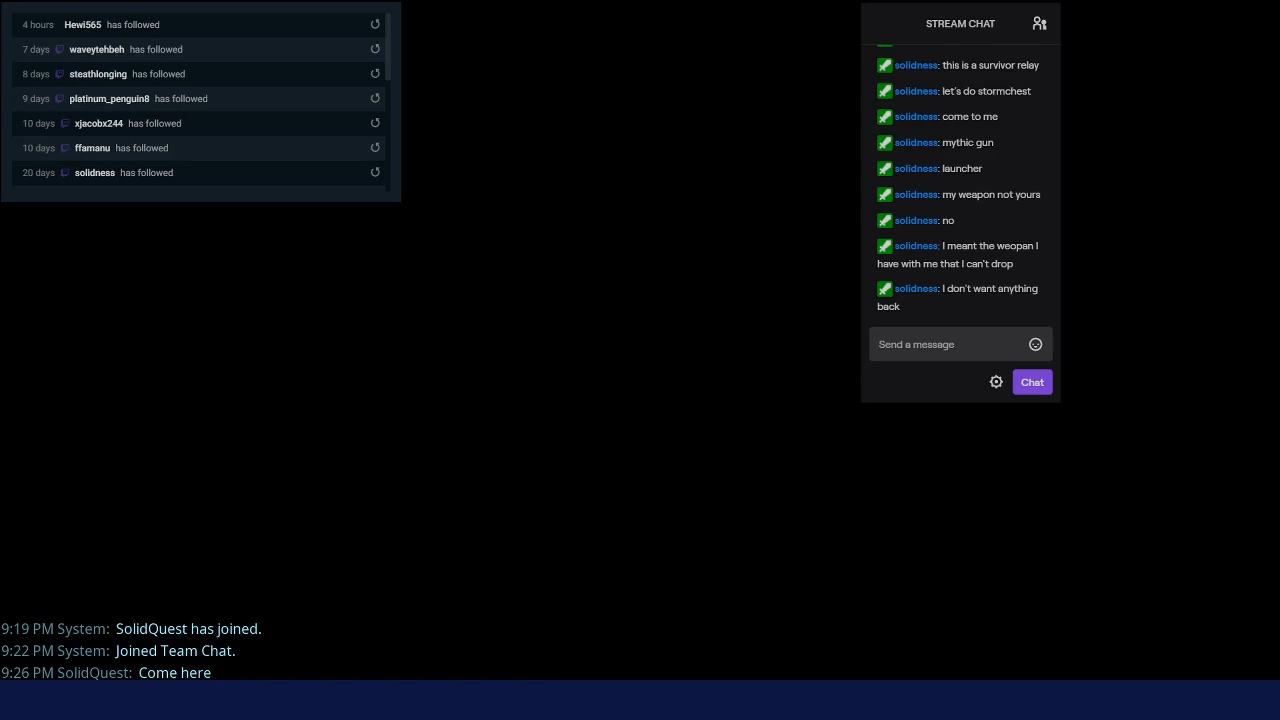 4 hours Hewi565 has followed
7 days waveytehbeh has followed
8 days steathlonging has followed
9 days platinum_penguin8 has followed
10 days xjacobx244 has followed
10 days ffamanu has followed
20 days solidness has followed
STREAM CHAT
solidness: this is a survivor relay
solidness: let's do stormchest
solidness: come to me
solidness: mythic gun
solidness: launcher
solidness: my weapon not yours
solidness: no
solidness: I meant the weopan I
have with me that I can't drop
solidness: I don't want anything
back
Send a message
Chat
9:19 PM System: SolidQuest has joined.
9:22 PM System: Joined Team Chat.
9:26 PM SolidQuest: Come here